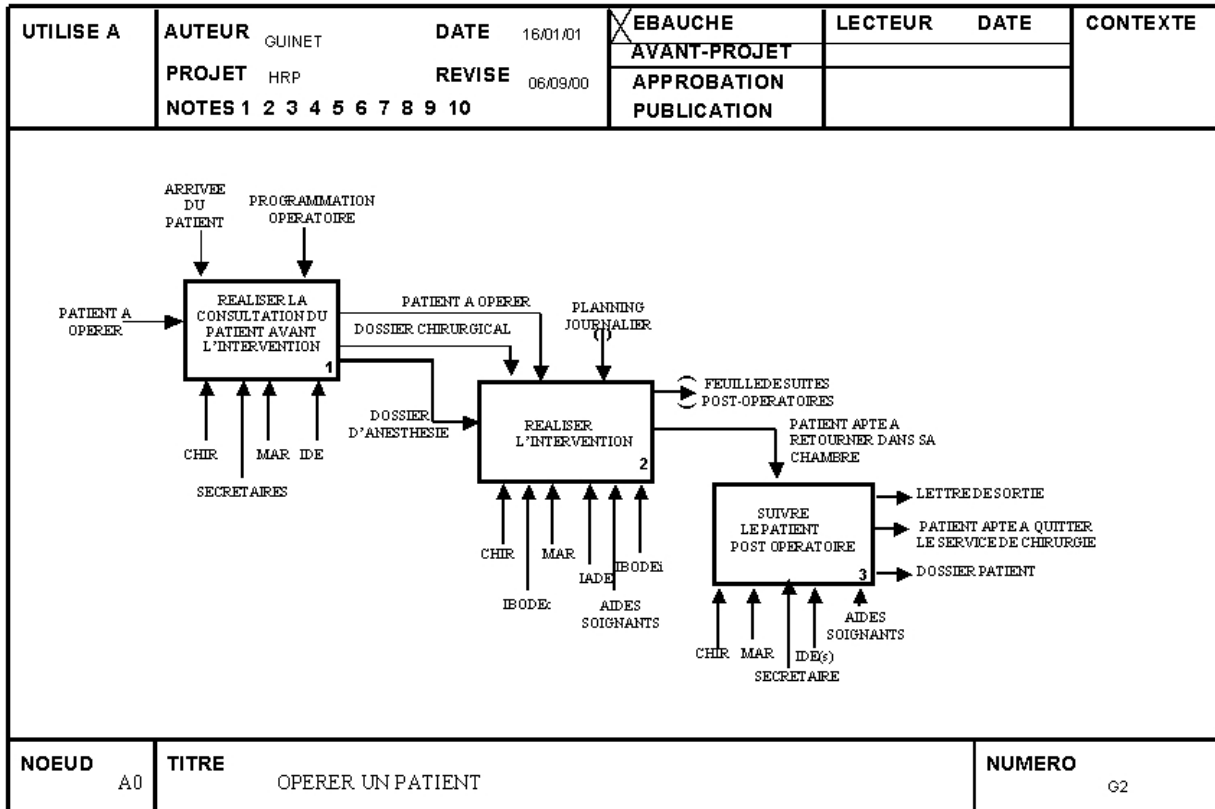 UTILISE A
AUTEUR GUINET DATE 16/01/01
PROJET HRP REVISE 06/09/00
NOTES 1 2 3 4 5 6 7 8 9 10
EBAUCHE
AVANT-PROJET
APPROBATION
PUBLICATION
LECTEUR DATE
CONTEXTE
ARRIVEE
DU
PATIENT
PROGRAMMATION
OPERATOIRE
PATIENT A
OPERER
REALISER LA
CONSULTATION DU
PATIENT AVANT
L'INTERVENTION
1
PATIENT A OPERER
DOSSIER CHIRURGICAL
PLANNING
JOURNALIER
DOSSIER
D'ANESTHESIE
CHIR
MAR
IDE
SECRETAIRES
REALISER
L'INTERVENTION
2
FEUILLE DE SUITES
POST-OPERATOIRES
PATIENT APTE A
RETOURNER DANS SA
CHAMBRE
CHIR
MAR
IADE
IBODEi
IBODEc
AIDES
SOIGNANTS
SUIVRE
LE PATIENT
POST OPERATOIRE
3
LETTRE DE SORTIE
PATIENT APTE A QUITTER
LE SERVICE DE CHIRURGIE
DOSSIER PATIENT
CHIR
MAR
IDE(s)
SECRETAIRE
AIDES
SOIGNANTS
NOEUD A0
TITRE OPERER UN PATIENT
NUMERO G2